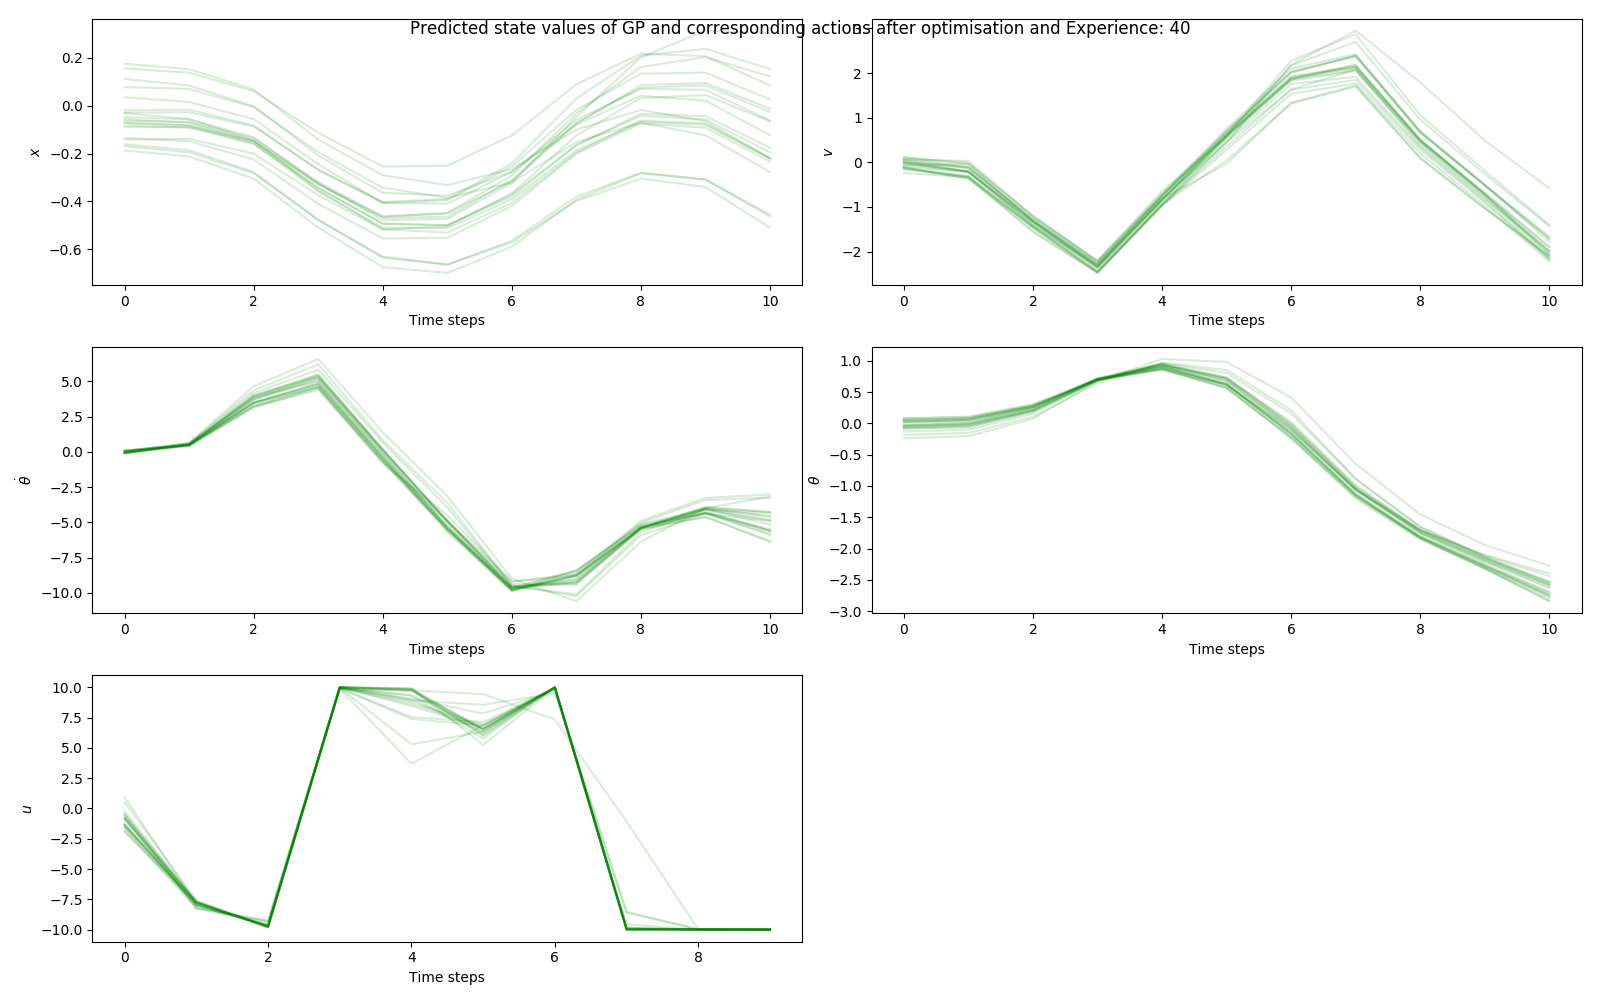 Predicted state values of GP and corresponding actions after optimisation and Experience: 40
0.2
0.0
−0.2
−0.4
−0.6
x
0 2 4 6 8 10
Time steps
3
2
1
0
−1
−2
v
0 2 4 6 8 10
Time steps
5.0
2.5
0.0
−2.5
−5.0
−7.5
−10.0
θ̇
0 2 4 6 8 10
Time steps
1.0
0.5
0.0
−0.5
−1.0
−1.5
−2.0
−2.5
−3.0
θ
0 2 4 6 8 10
Time steps
10.0
7.5
5.0
2.5
0.0
−2.5
−5.0
−7.5
−10.0
u
0 2 4 6 8
Time steps